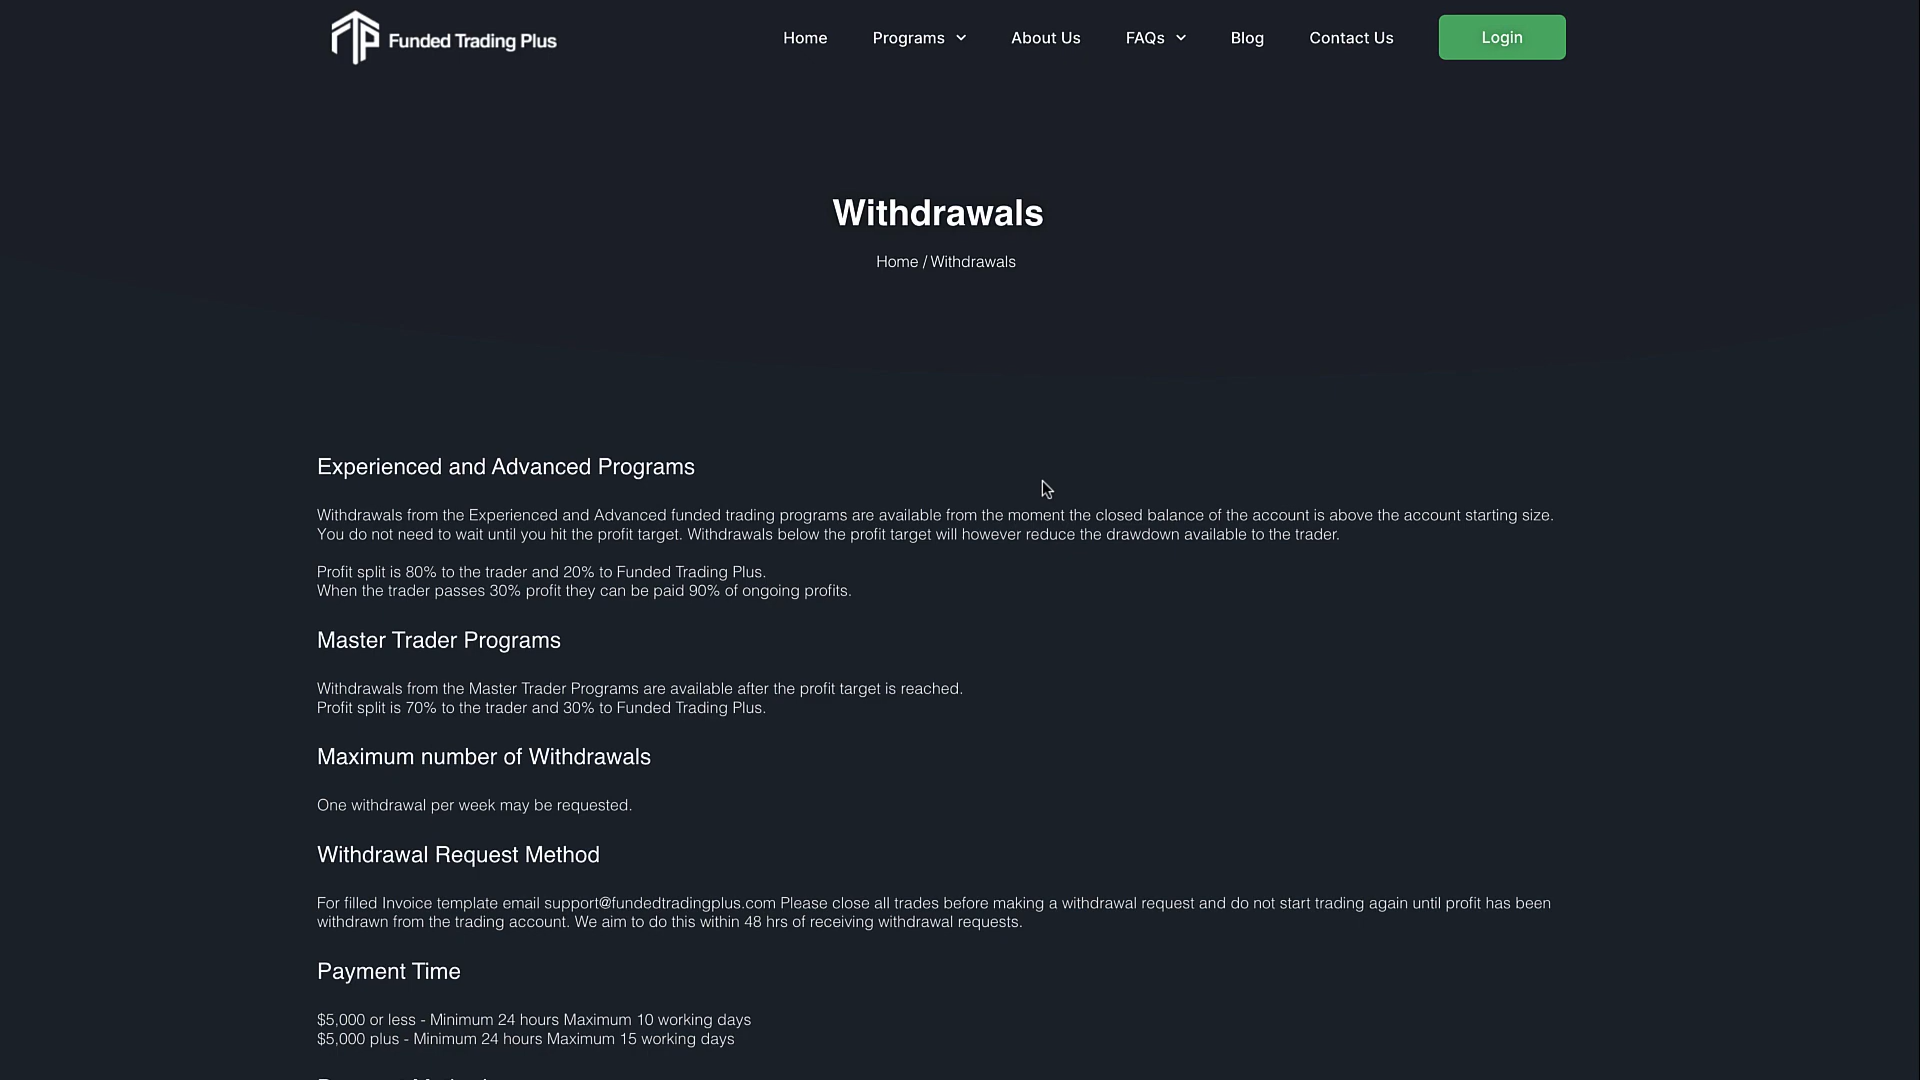 Funded Trading Plus
Home Programs About Us FAQs Blog Contact Us Login
Withdrawals
Home / Withdrawals
Experienced and Advanced Programs
Withdrawals from the Experienced and Advanced funded trading programs are available from the moment the closed balance of the account is above the account starting size.
You do not need to wait until you hit the profit target. Withdrawals below the profit target will however reduce the drawdown available to the trader.
Profit split is 80% to the trader and 20% to Funded Trading Plus.
When the trader passes 30% profit they can be paid 90% of ongoing profits.
Master Trader Programs
Withdrawals from the Master Trader Programs are available after the profit target is reached.
Profit split is 70% to the trader and 30% to Funded Trading Plus.
Maximum number of Withdrawals
One withdrawal per week may be requested.
Withdrawal Request Method
For filled Invoice template email support@fundedtradingplus.com Please close all trades before making a withdrawal request and do not start trading again until profit has been
withdrawn from the trading account. We aim to do this within 48 hrs of receiving withdrawal requests.
Payment Time
$5,000 or less - Minimum 24 hours Maximum 10 working days
$5,000 plus - Minimum 24 hours Maximum 15 working days